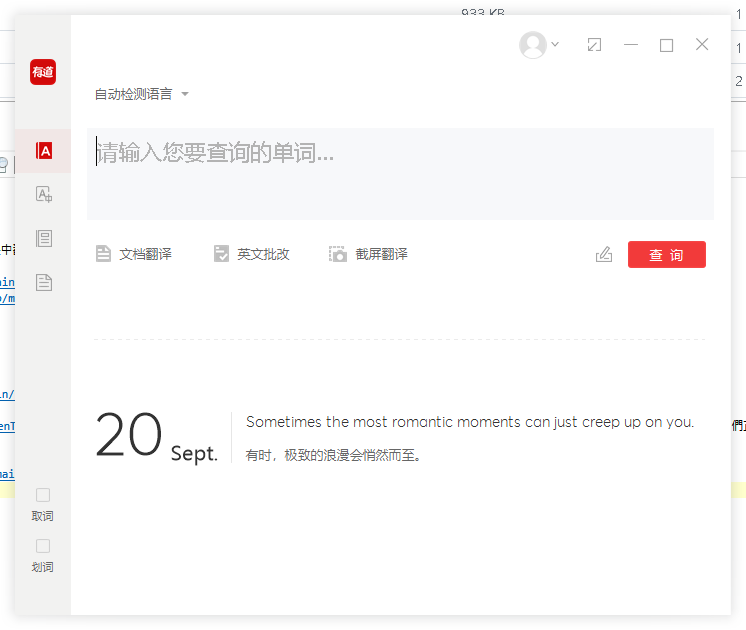 933 KB
1
1
2
有道
自动检测语言
请输入您要查询的单词...
文档翻译
英文批改
截屏翻译
查 询
20 Sept.
Sometimes the most romantic moments can just creep up on you.
有时，极致的浪漫会悄然而至。
取词
划词